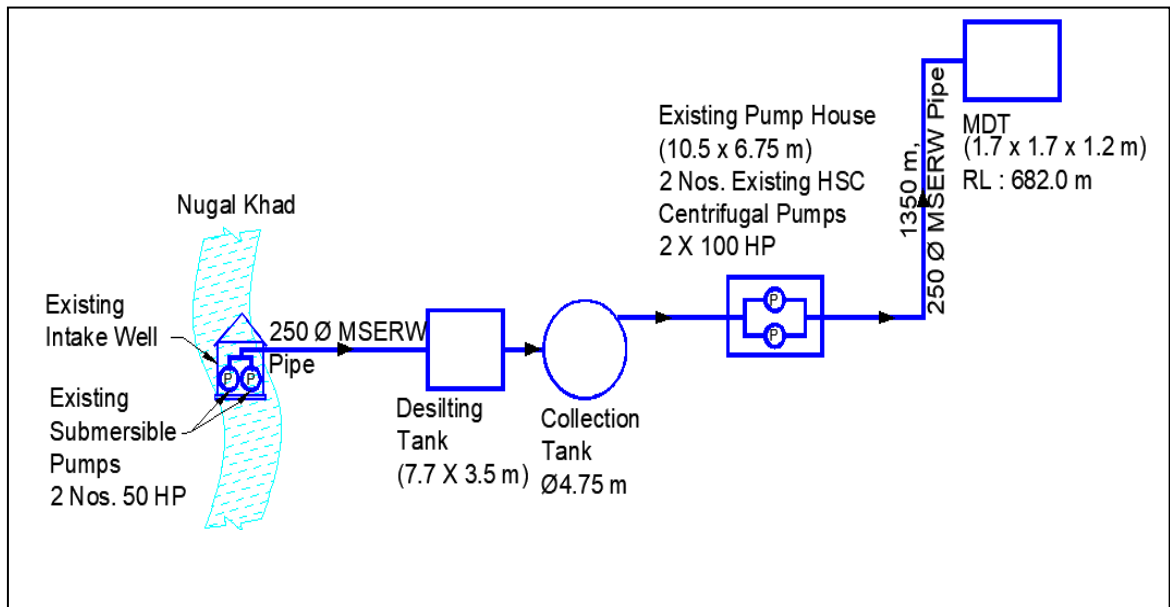 Nugal Khad
Existing
Intake Well
250 Ø MSERW
Pipe
Existing
Submersible
Pumps
2 Nos. 50 HP
P
P
Desilting
Tank
(7.7 X 3.5 m)
Collection
Tank
Ø4.75 m
Existing Pump House
(10.5 x 6.75 m)
2 Nos. Existing HSC
Centrifugal Pumps
2 X 100 HP
P
P
1350 m,
250 Ø MSERW Pipe
MDT
(1.7 x 1.7 x 1.2 m)
RL : 682.0 m